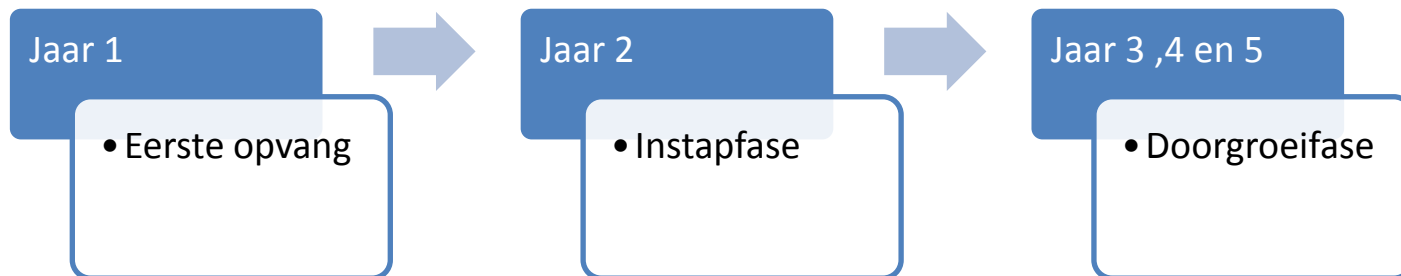 Jaar 1
• Eerste opvang
Jaar 2
• Instapfase
Jaar 3 ,4 en 5
• Doorgroeifase